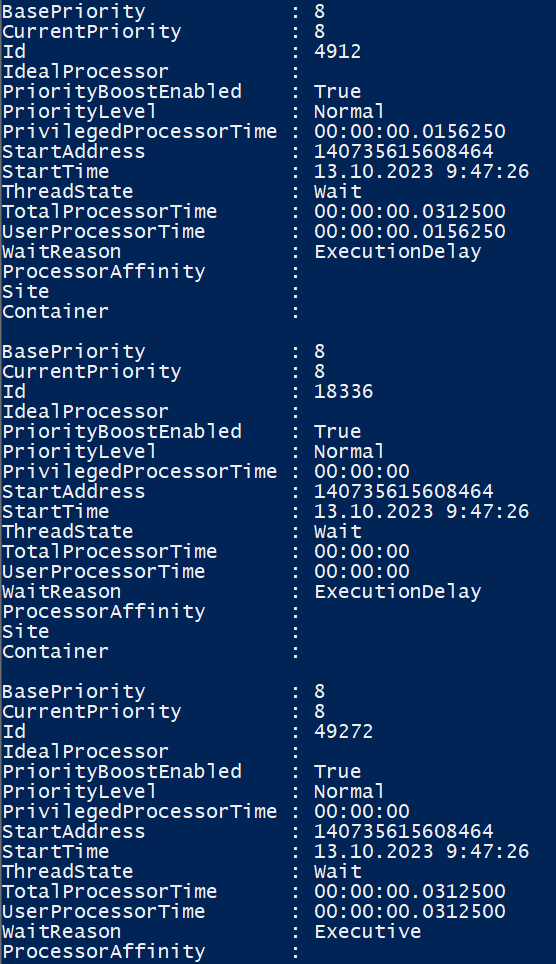 BasePriority            : 8
CurrentPriority         : 8
Id                      : 4912
IdealProcessor          :
PriorityBoostEnabled    : True
PriorityLevel           : Normal
PrivilegedProcessorTime : 00:00:00.0156250
StartAddress            : 140735615608464
StartTime               : 13.10.2023 9:47:26
ThreadState             : Wait
TotalProcessorTime      : 00:00:00.0312500
UserProcessorTime       : 00:00:00.0156250
WaitReason              : ExecutionDelay
ProcessorAffinity       :
Site                    :
Container               :

BasePriority            : 8
CurrentPriority         : 8
Id                      : 18336
IdealProcessor          :
PriorityBoostEnabled    : True
PriorityLevel           : Normal
PrivilegedProcessorTime : 00:00:00
StartAddress            : 140735615608464
StartTime               : 13.10.2023 9:47:26
ThreadState             : Wait
TotalProcessorTime      : 00:00:00
UserProcessorTime       : 00:00:00
WaitReason              : ExecutionDelay
ProcessorAffinity       :
Site                    :
Container               :

BasePriority            : 8
CurrentPriority         : 8
Id                      : 49272
IdealProcessor          :
PriorityBoostEnabled    : True
PriorityLevel           : Normal
PrivilegedProcessorTime : 00:00:00
StartAddress            : 140735615608464
StartTime               : 13.10.2023 9:47:26
ThreadState             : Wait
TotalProcessorTime      : 00:00:00.0312500
UserProcessorTime       : 00:00:00.0312500
WaitReason              : Executive
ProcessorAffinity       :